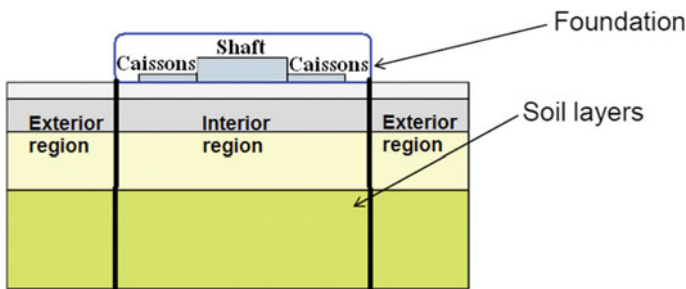 Foundation
Shaft
Caissons Caissons
Soil layers
Exterior Interior Exterior
region region region